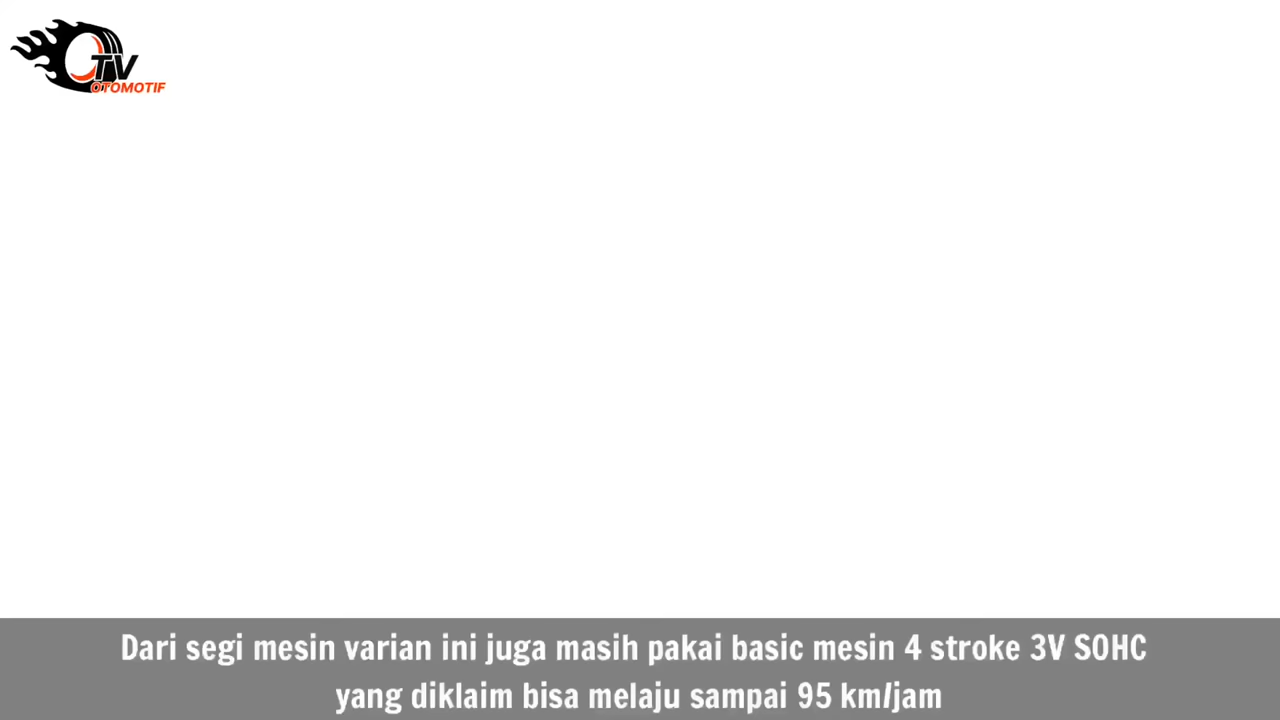 TV
OTOMOTIF
Dari segi mesin varian ini juga masih pakai basic mesin 4 stroke 3V SOHC
yang diklaim bisa melaju sampai 95 km/jam